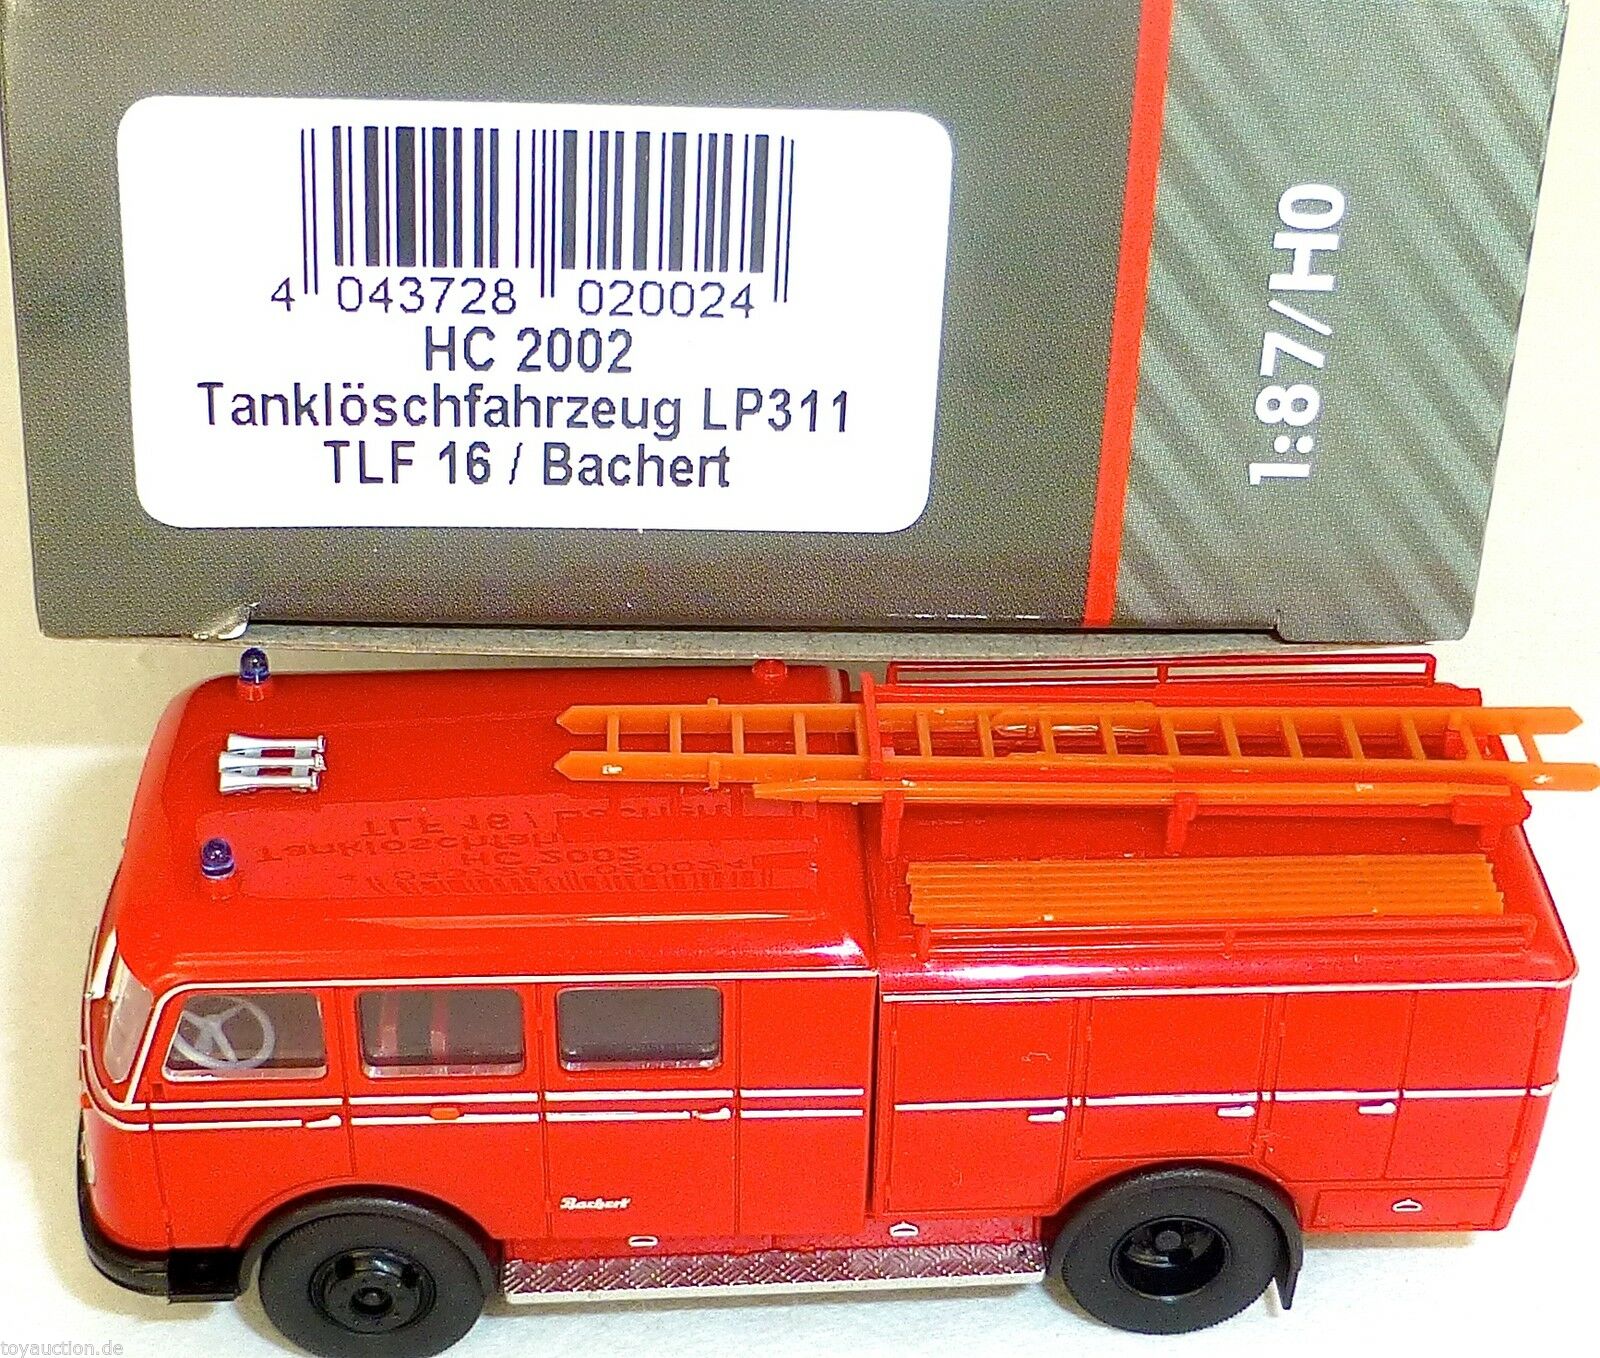 4 043728 020024
HC 2002
Tanklöschfahrzeug LP311
TLF 16 / Bachert
1:87/H0
Bachert
toyauction.de